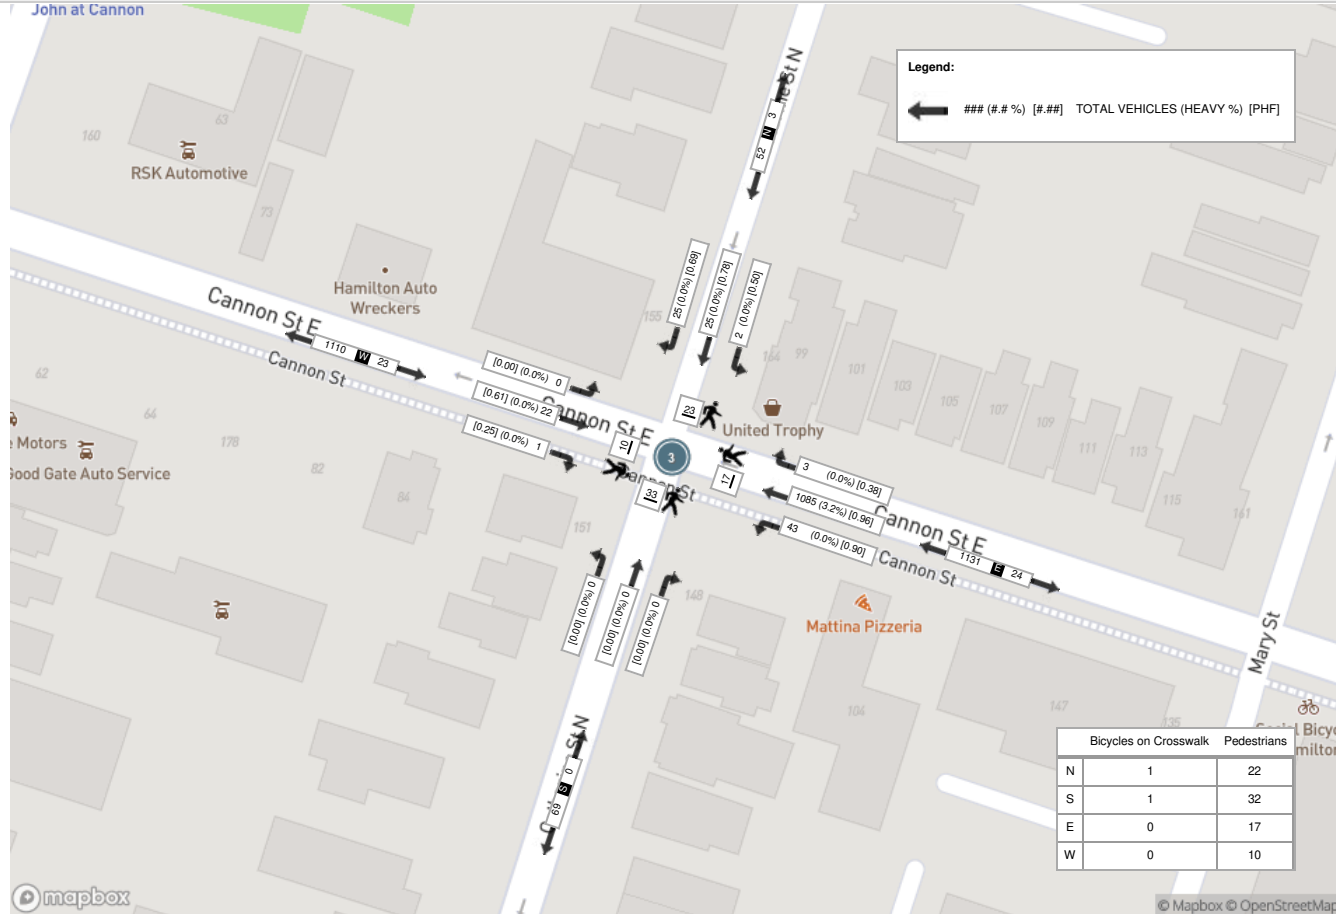 John at Cannon
Legend:
### (#.# %) [#.##] TOTAL VEHICLES (HEAVY %) [PHF]
3 N 52
160
63
RSK Automotive
73
Hamilton Auto
Wreckers
155
25 (0.0%) [0.69]
25 (0.0%) [0.78]
2 (0.0%) [0.50]
164
99
101
103
105
107
109
111
113
115
161
Cannon St E
1110 W 23
Cannon St
[0.00] (0.0%) 0
[0.61] (0.0%) 22
[0.25] (0.0%) 1
Cannon St E
23
United Trophy
10
3
17
33
Cannon St
62
64
178
82
84
e Motors
Good Gate Auto Service
151
148
3 (0.0%) [0.38]
1085 (3.2%) [0.96]
43 (0.0%) [0.90]
Cannon St E
Cannon St
1131 E 24
[0.00] (0.0%) 0
[0.00] (0.0%) 0
[0.00] (0.0%) 0
Mattina Pizzeria
Mary St
104
147
135
69 S 0
Bicycles on Crosswalk Pedestrians
N 1 22
S 1 32
E 0 17
W 0 10
mapbox
© Mapbox © OpenStreetMap